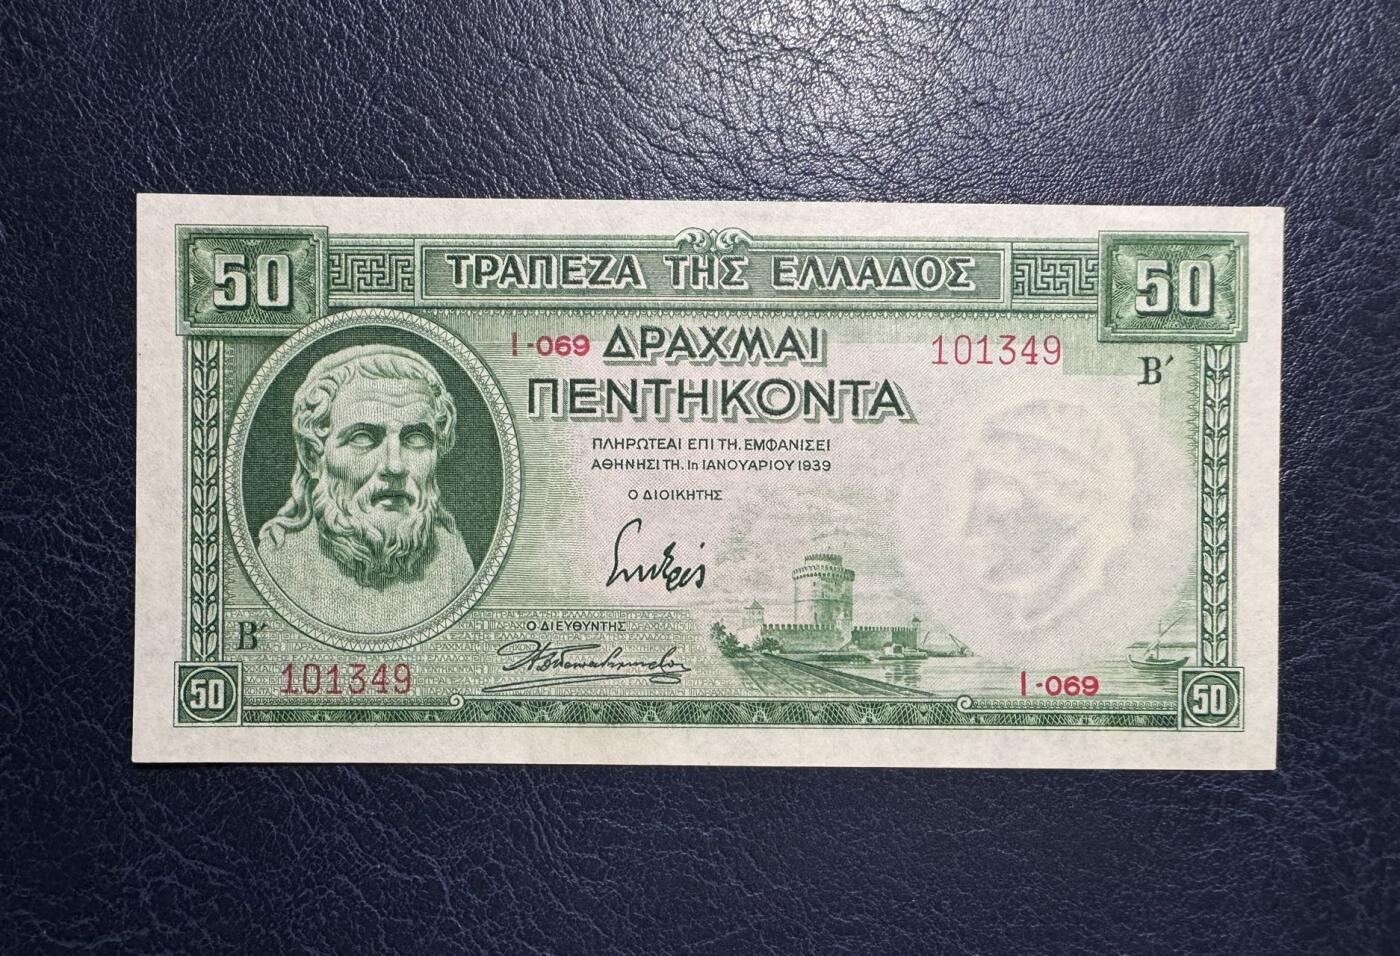 50 ΤΡΑΠΕΖΑ ΤΗΣ ΕΛΛΑΔΟΣ 50
I-069 ΔΡΑΧΜΑΙ 101349
ΠΕΝΤΗΚΟΝΤΑ Β΄
ΠΛΗΡΩΤΕΑΙ ΕΠΙ ΤΗ. ΕΜΦΑΝΙΣΕΙ
ΑΘΗΝΗΣΙ ΤΗ. 1η ΙΑΝΟΥΑΡΙΟΥ 1939
Ο ΔΙΟΙΚΗΤΗΣ
Ο ΔΙΕΥΘΥΝΤΗΣ
Β΄
101349 I-069
50 50